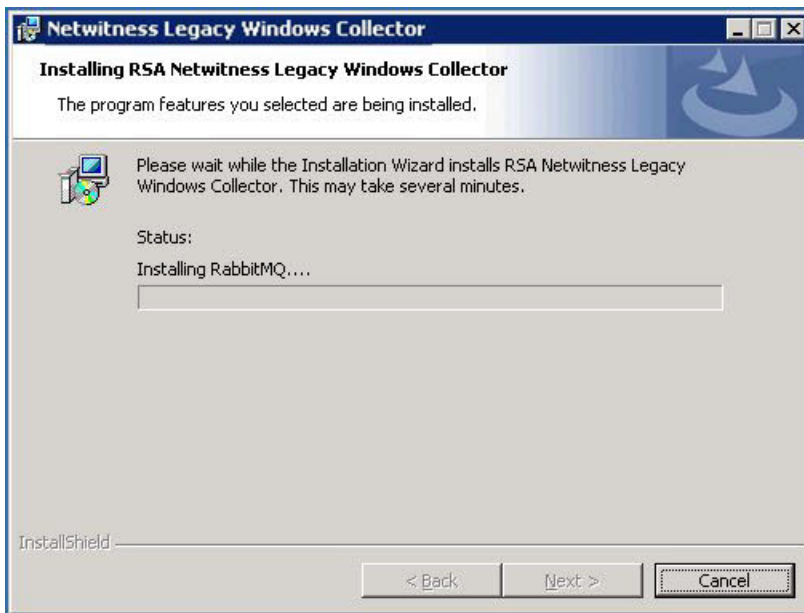 Netwitness Legacy Windows Collector
Installing RSA Netwitness Legacy Windows Collector
The program features you selected are being installed.
Please wait while the Installation Wizard installs RSA Netwitness Legacy
Windows Collector. This may take several minutes.
Status:
Installing RabbitMQ....
InstallShield
< Back
Next >
Cancel